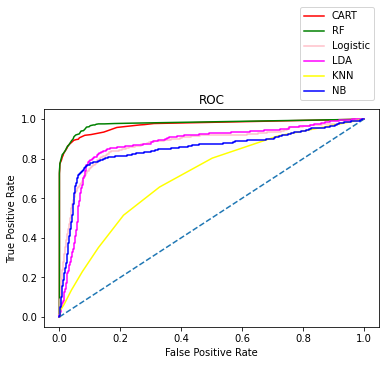 CART
RF
Logistic
LDA
KNN
NB
ROC
True Positive Rate
1.0
0.8
0.6
0.4
0.2
0.0
0.0 0.2 0.4 0.6 0.8 1.0
False Positive Rate